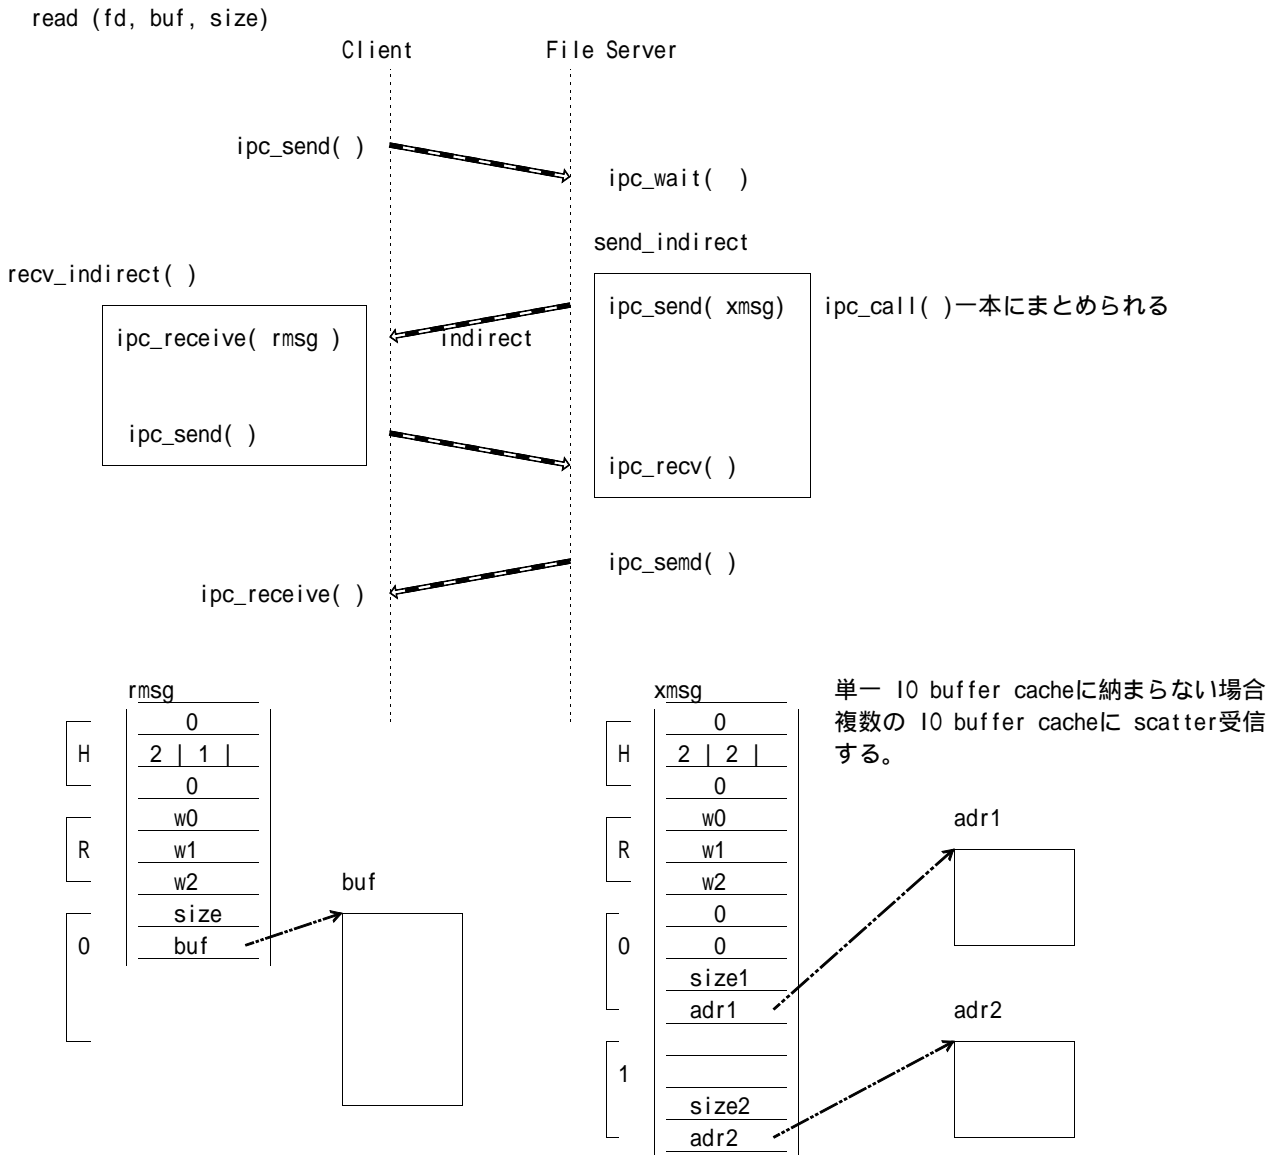 read (fd, buf, size)
Client
File Server
ipc_send( )
ipc_wait(  )
send_indirect
recv_indirect( )
ipc_send( xmsg)
ipc_call( )一本にまとめられる
ipc_receive( rmsg )
indirect
ipc_send( )
ipc_recv( )
ipc_semd( )
ipc_receive( )
rmsg
H
0
2 | 1 |
0
R
w0
w1
w2
0
size
buf
buf
xmsg
H
0
2 | 2 |
0
R
w0
w1
w2
0
0
0
size1
adr1
1
size2
adr2
単一 IO buffer cacheに納まらない場合
複数の IO buffer cacheに scatter受信
する。
adr1
adr2